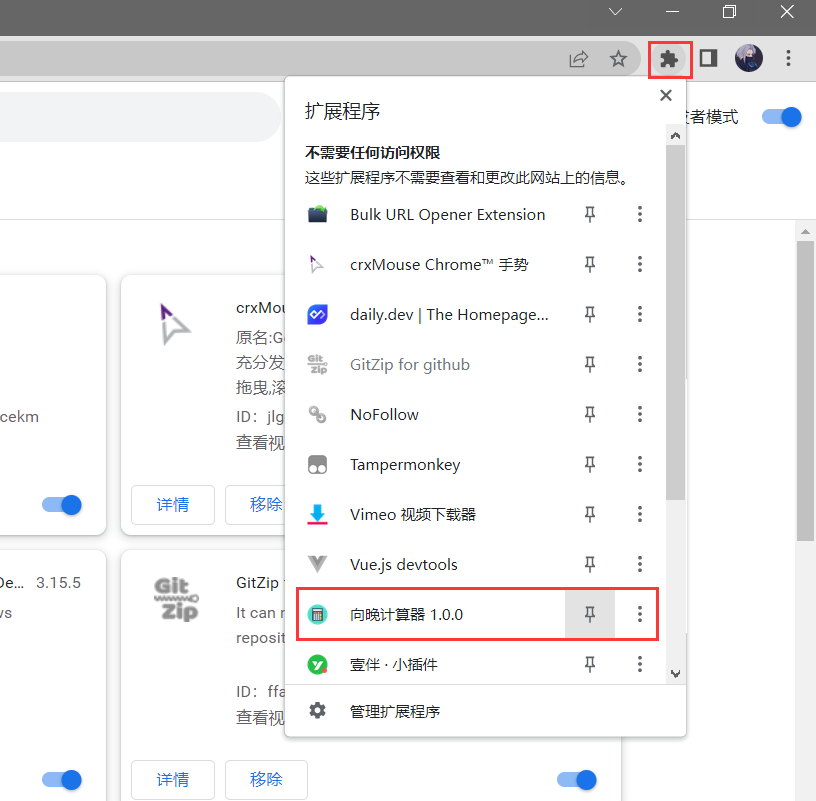 扩展程序
者模式
不需要任何访问权限
这些扩展程序不需要查看和更改此网站上的信息。
Bulk URL Opener Extension
crxMouse Chrome™ 手势
daily.dev | The Homepage...
GitZip for github
NoFollow
Tampermonkey
Vimeo 视频下载器
Vue.js devtools
向晚计算器 1.0.0
壹伴 · 小插件
管理扩展程序
cekm
crxMou
原名:G
充分发
拖曳,滚
ID：jlg
查看视
详情
移除
De... 3.15.5
ws
Git Zip
GitZip
It can r
reposit
ID：ffa
查看视
详情
移除